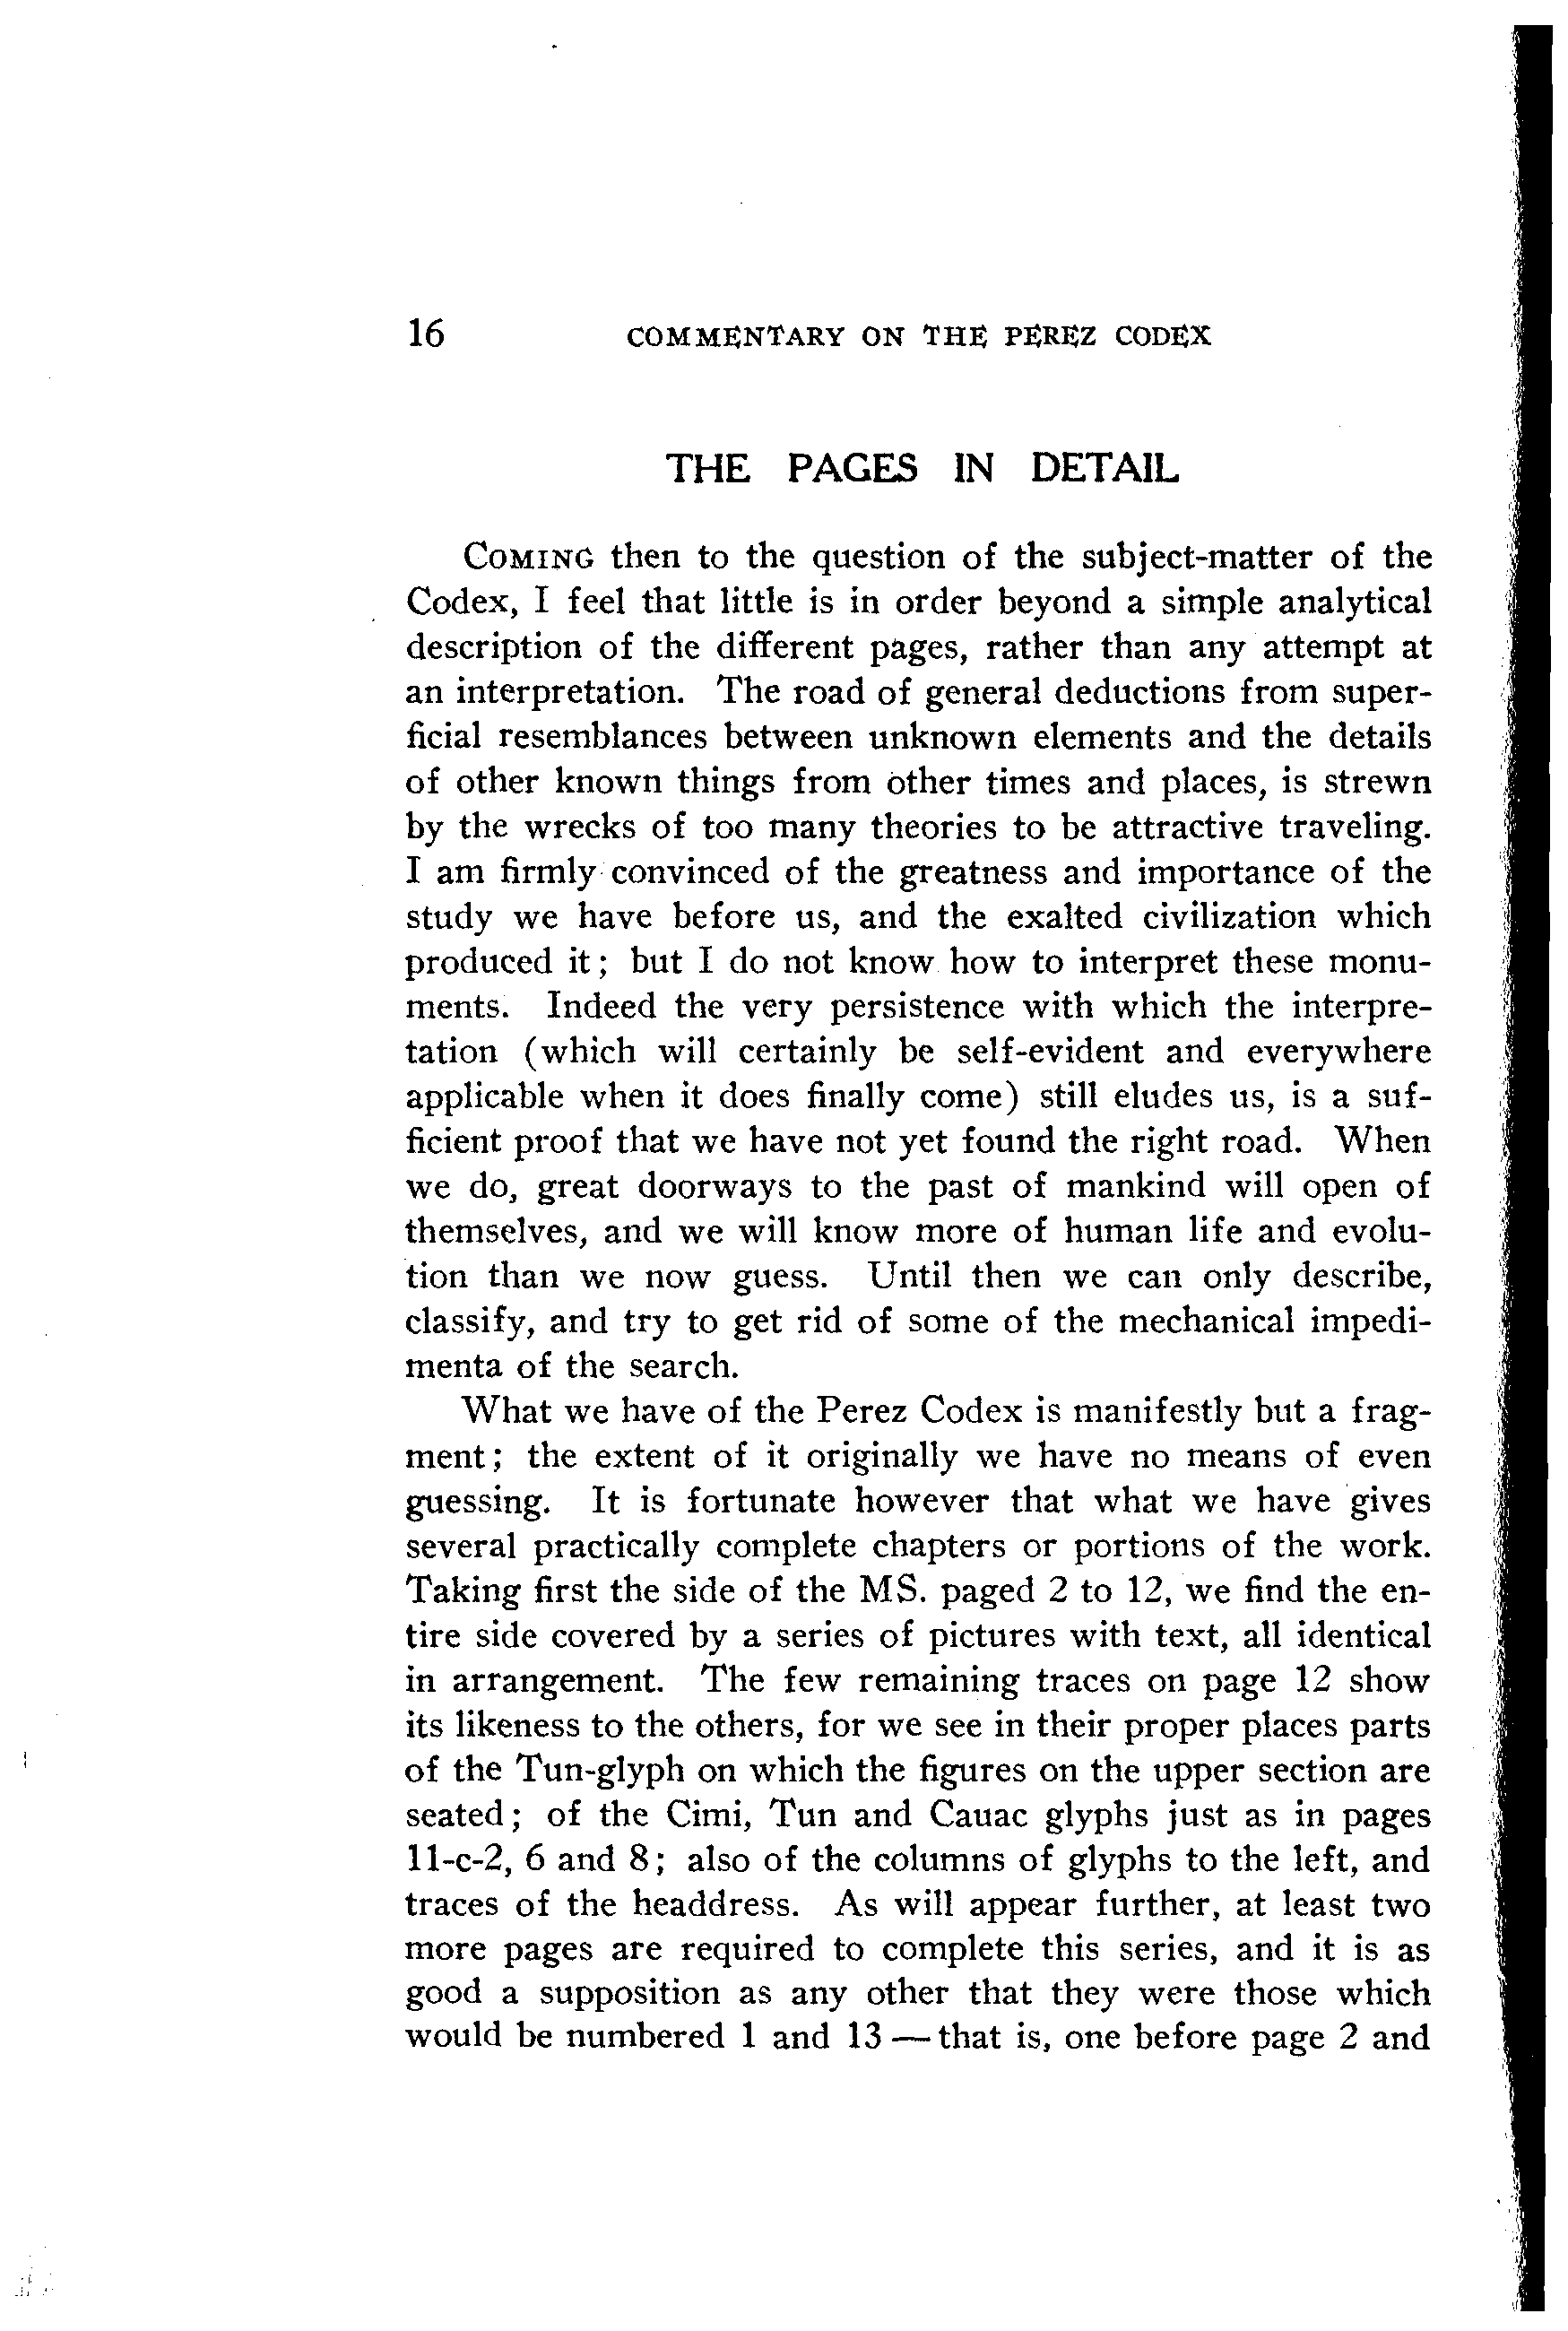 16 COMMENTARY ON THE PEREZ CODEX
THE PAGES IN DETAIL
COMING then to the question of the subject-matter of the
Codex, I feel that little is in order beyond a simple analytical
description of the different pages, rather than any attempt at
an interpretation. The road of general deductions from super-
ficial resemblances between unknown elements and the details
of other known things from other times and places, is strewn
by the wrecks of too many theories to be attractive traveling.
I am firmly convinced of the greatness and importance of the
study we have before us, and the exalted civilization which
produced it; but I do not know how to interpret these monu-
ments. Indeed the very persistence with which the interpre-
tation (which will certainly be self-evident and everywhere
applicable when it does finally come) still eludes us, is a suf-
ficient proof that we have not yet found the right road. When
we do, great doorways to the past of mankind will open of
themselves, and we will know more of human life and evolu-
tion than we now guess. Until then we can only describe,
classify, and try to get rid of some of the mechanical impedi-
menta of the search.
What we have of the Perez Codex is manifestly but a frag-
ment; the extent of it originally we have no means of even
guessing. It is fortunate however that what we have gives
several practically complete chapters or portions of the work.
Taking first the side of the MS. paged 2 to 12, we find the en-
tire side covered by a series of pictures with text, all identical
in arrangement. The few remaining traces on page 12 show
its likeness to the others, for we see in their proper places parts
of the Tun-glyph on which the figures on the upper section are
seated; of the Cimi, Tun and Cauac glyphs just as in pages
11-c-2, 6 and 8; also of the columns of glyphs to the left, and
traces of the headdress. As will appear further, at least two
more pages are required to complete this series, and it is as
good a supposition as any other that they were those which
would be numbered 1 and 13 — that is, one before page 2 and